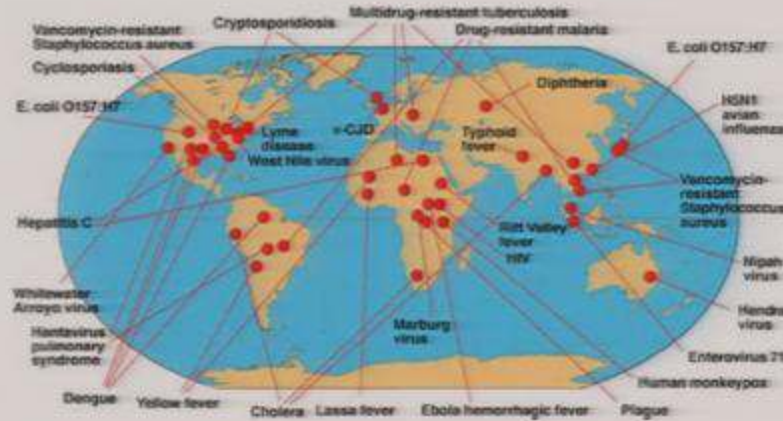 Multidrug-resistant tuberculosis
Cryptosporidiosis
Drug-resistant malaria
Vancomycin-resistant
Staphylococcus aureus
Cyclosporiasis
E. coli O157:H7
E. coli O157:H7
Diphtheria
H5N1
avian
influenza
Lyme
disease
West Nile virus
v-CJD
Typhoid
fever
Vancomycin-
resistant
Staphylococcus
aureus
Hepatitis C
Rift Valley
fever
HIV
Nipah
virus
Whitewater
Arroyo virus
Hantavirus
pulmonary
syndrome
Marburg
virus
Hendra
virus
Enterovirus 71
Human monkeypox
Dengue
Yellow fever
Cholera
Lassa fever
Ebola hemorrhagic fever
Plague